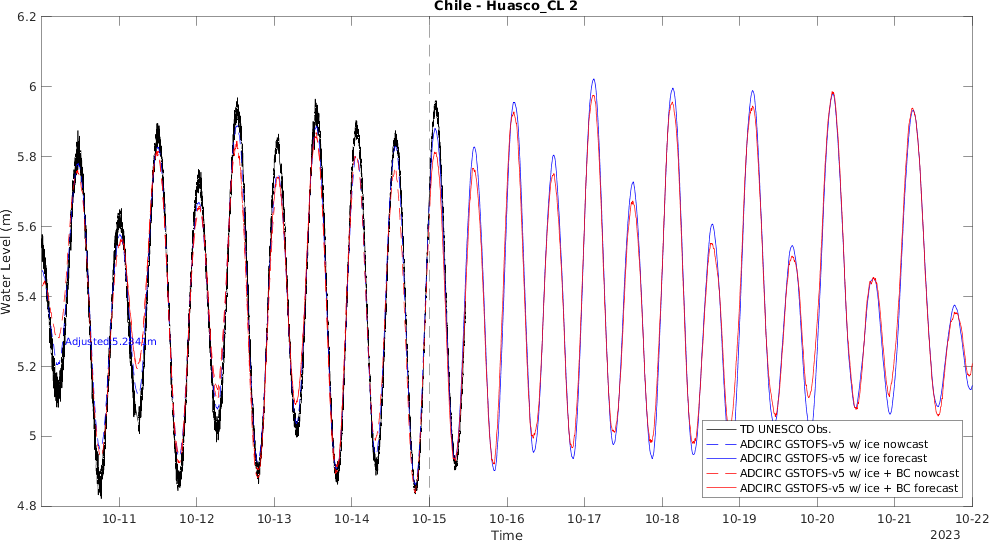 Chile - Huasco_CL 2
6.2
6
5.8
5.6
5.4
5.2
5
4.8
Water Level (m)
TD UNESCO Obs.
ADCIRC GSTOFS-v5 w/ ice nowcast
ADCIRC GSTOFS-v5 w/ ice forecast
ADCIRC GSTOFS-v5 w/ ice + BC nowcast
ADCIRC GSTOFS-v5 w/ ice + BC forecast
10-11 10-12 10-13 10-14 10-15 10-16 10-17 10-18 10-19 10-20 10-21 10-22
Time
2023